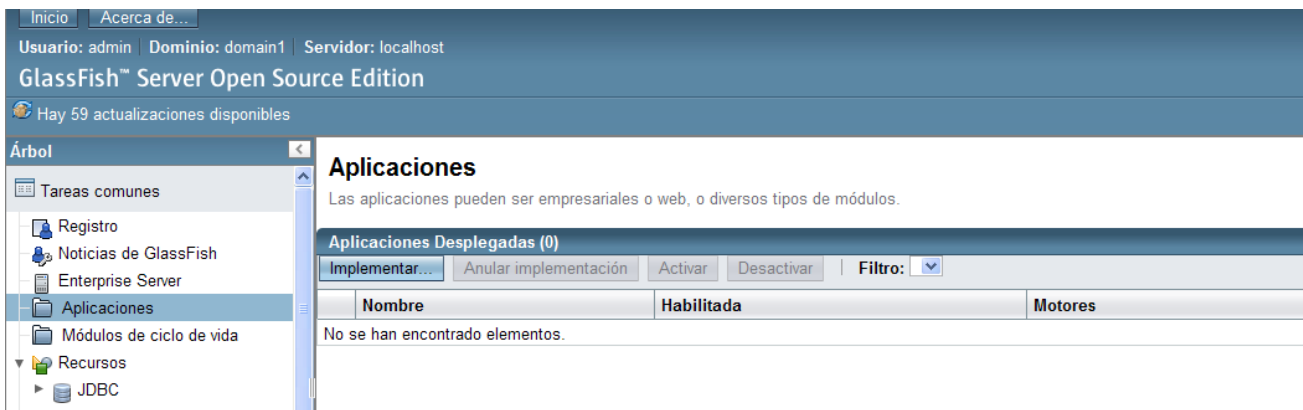 Inicio Acerca de...
Usuario: admin Dominio: domain1 Servidor: localhost
GlassFish™ Server Open Source Edition
Hay 59 actualizaciones disponibles
Árbol
Tareas comunes
Registro
Noticias de GlassFish
Enterprise Server
Aplicaciones
Módulos de ciclo de vida
Recursos
JDBC
Aplicaciones
Las aplicaciones pueden ser empresariales o web, o diversos tipos de módulos.
Aplicaciones Desplegadas (0)
Implementar... Anular implementación Activar Desactivar Filtro:
Nombre Habilitada Motores
No se han encontrado elementos.